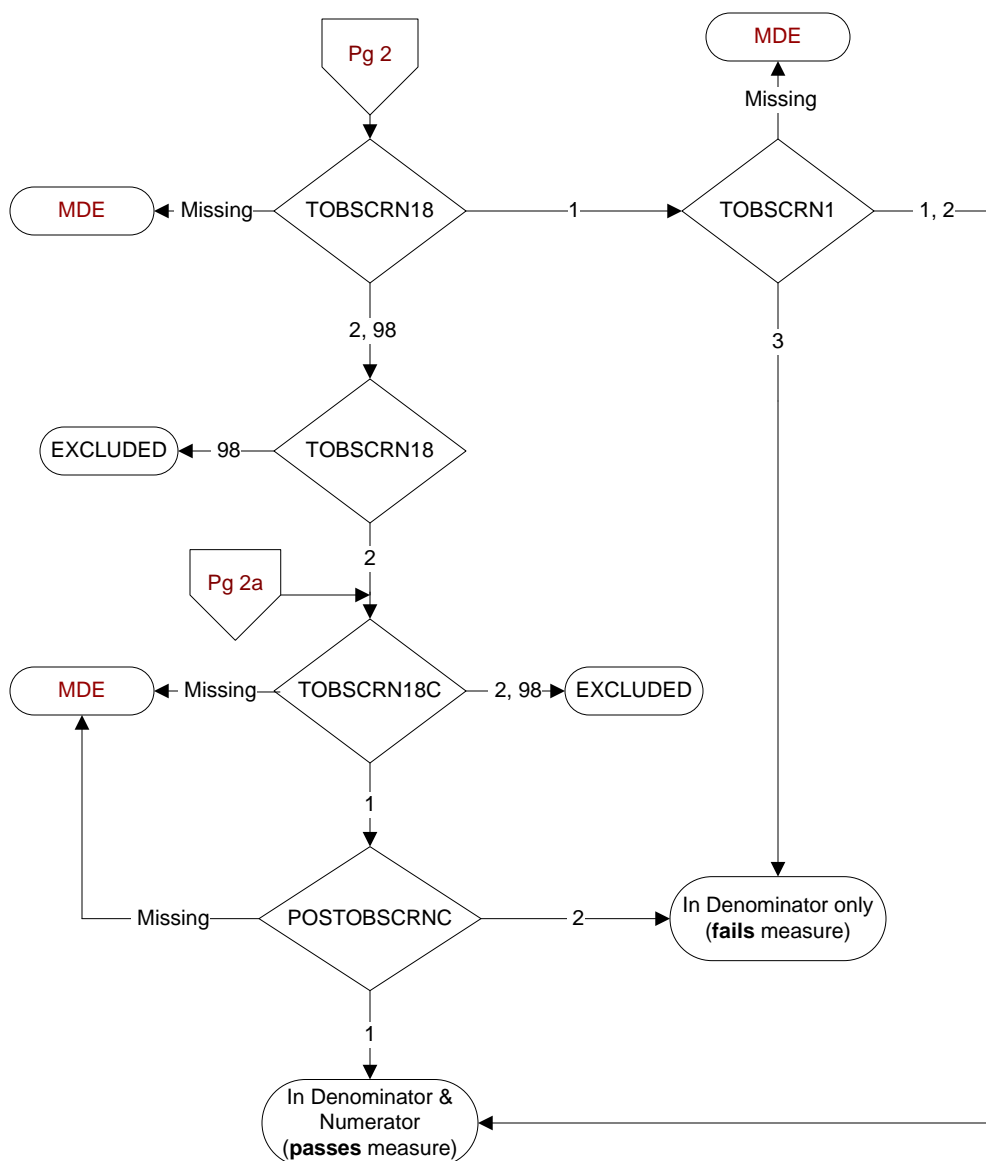 MDE
Pg 2
Missing
MDE
Missing
TOBSCRN18
1
TOBSCRN1
1, 2
2, 98
3
EXCLUDED
98
TOBSCRN18
2
Pg 2a
MDE
Missing
TOBSCRN18C
2, 98
EXCLUDED
1
Missing
POSTOBSCRNC
2
In Denominator only
(fails measure)
1
In Denominator &
Numerator
(passes measure)